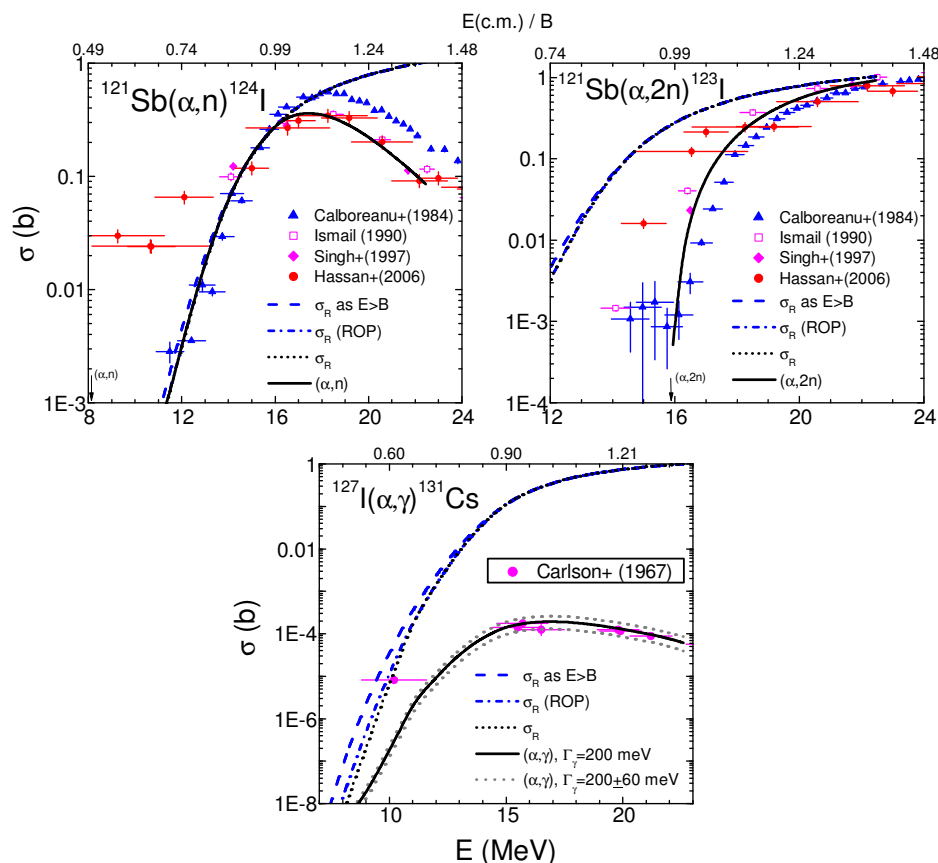 E(c.m.) / B
0.49 0.74 0.99 1.24 1.48
0.74 0.99 1.24 1.48
121Sb(α,n)124I
121Sb(α,2n)123I
σ (b)
1
0.1
0.01
1E-3
8 12 16 20 24
(α,n)
Calboreanu+(1984)
Ismail (1990)
Singh+(1997)
Hassan+(2006)
σR as E>B
σR (ROP)
σR
(α,n)
1
0.1
0.01
1E-3
1E-4
12 16 20 24
(α,2n)
Calboreanu+(1984)
Ismail (1990)
Singh+(1997)
Hassan+(2006)
σR as E>B
σR (ROP)
σR
(α,2n)
0.60 0.90 1.21
127I(α,γ)131Cs
σ (b)
1
0.01
1E-4
1E-6
1E-8
Carlson+ (1967)
σR as E>B
σR (ROP)
σR
(α,γ), Γγ=200 meV
(α,γ), Γγ=200±60 meV
10 15 20
E (MeV)